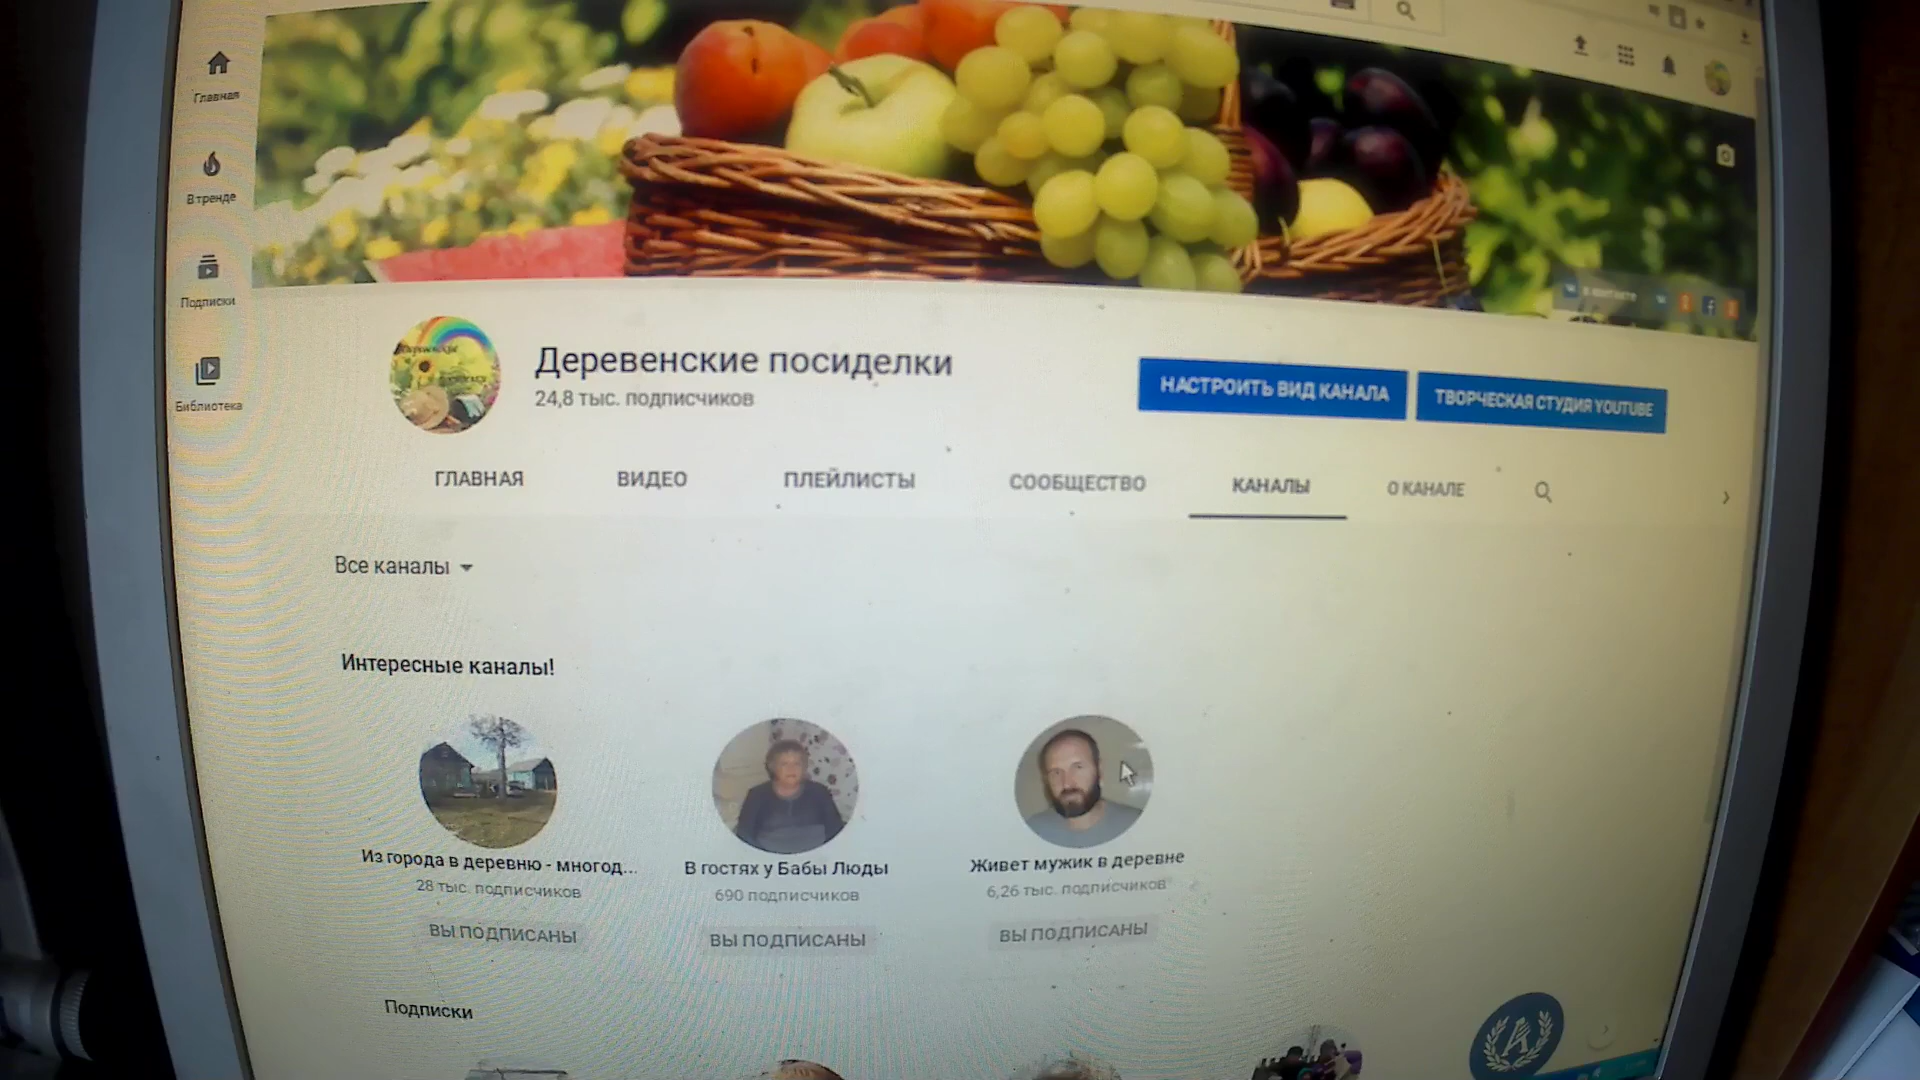 Главная
В тренде
Подписки
Библиотека
в контакте
Деревенские посиделки
24,8 тыс. подписчиков
НАСТРОИТЬ ВИД КАНАЛА
ТВОРЧЕСКАЯ СТУДИЯ YOUTUBE
ГЛАВНАЯ ВИДЕО ПЛЕЙЛИСТЫ СООБЩЕСТВО КАНАЛЫ О КАНАЛЕ
Все каналы
Интересные каналы!
Из города в деревню - многод...
28 тыс. подписчиков
ВЫ ПОДПИСАНЫ
В гостях у Бабы Люды
690 подписчиков
ВЫ ПОДПИСАНЫ
Живет мужик в деревне
6,26 тыс. подписчиков
ВЫ ПОДПИСАНЫ
Подписки
А